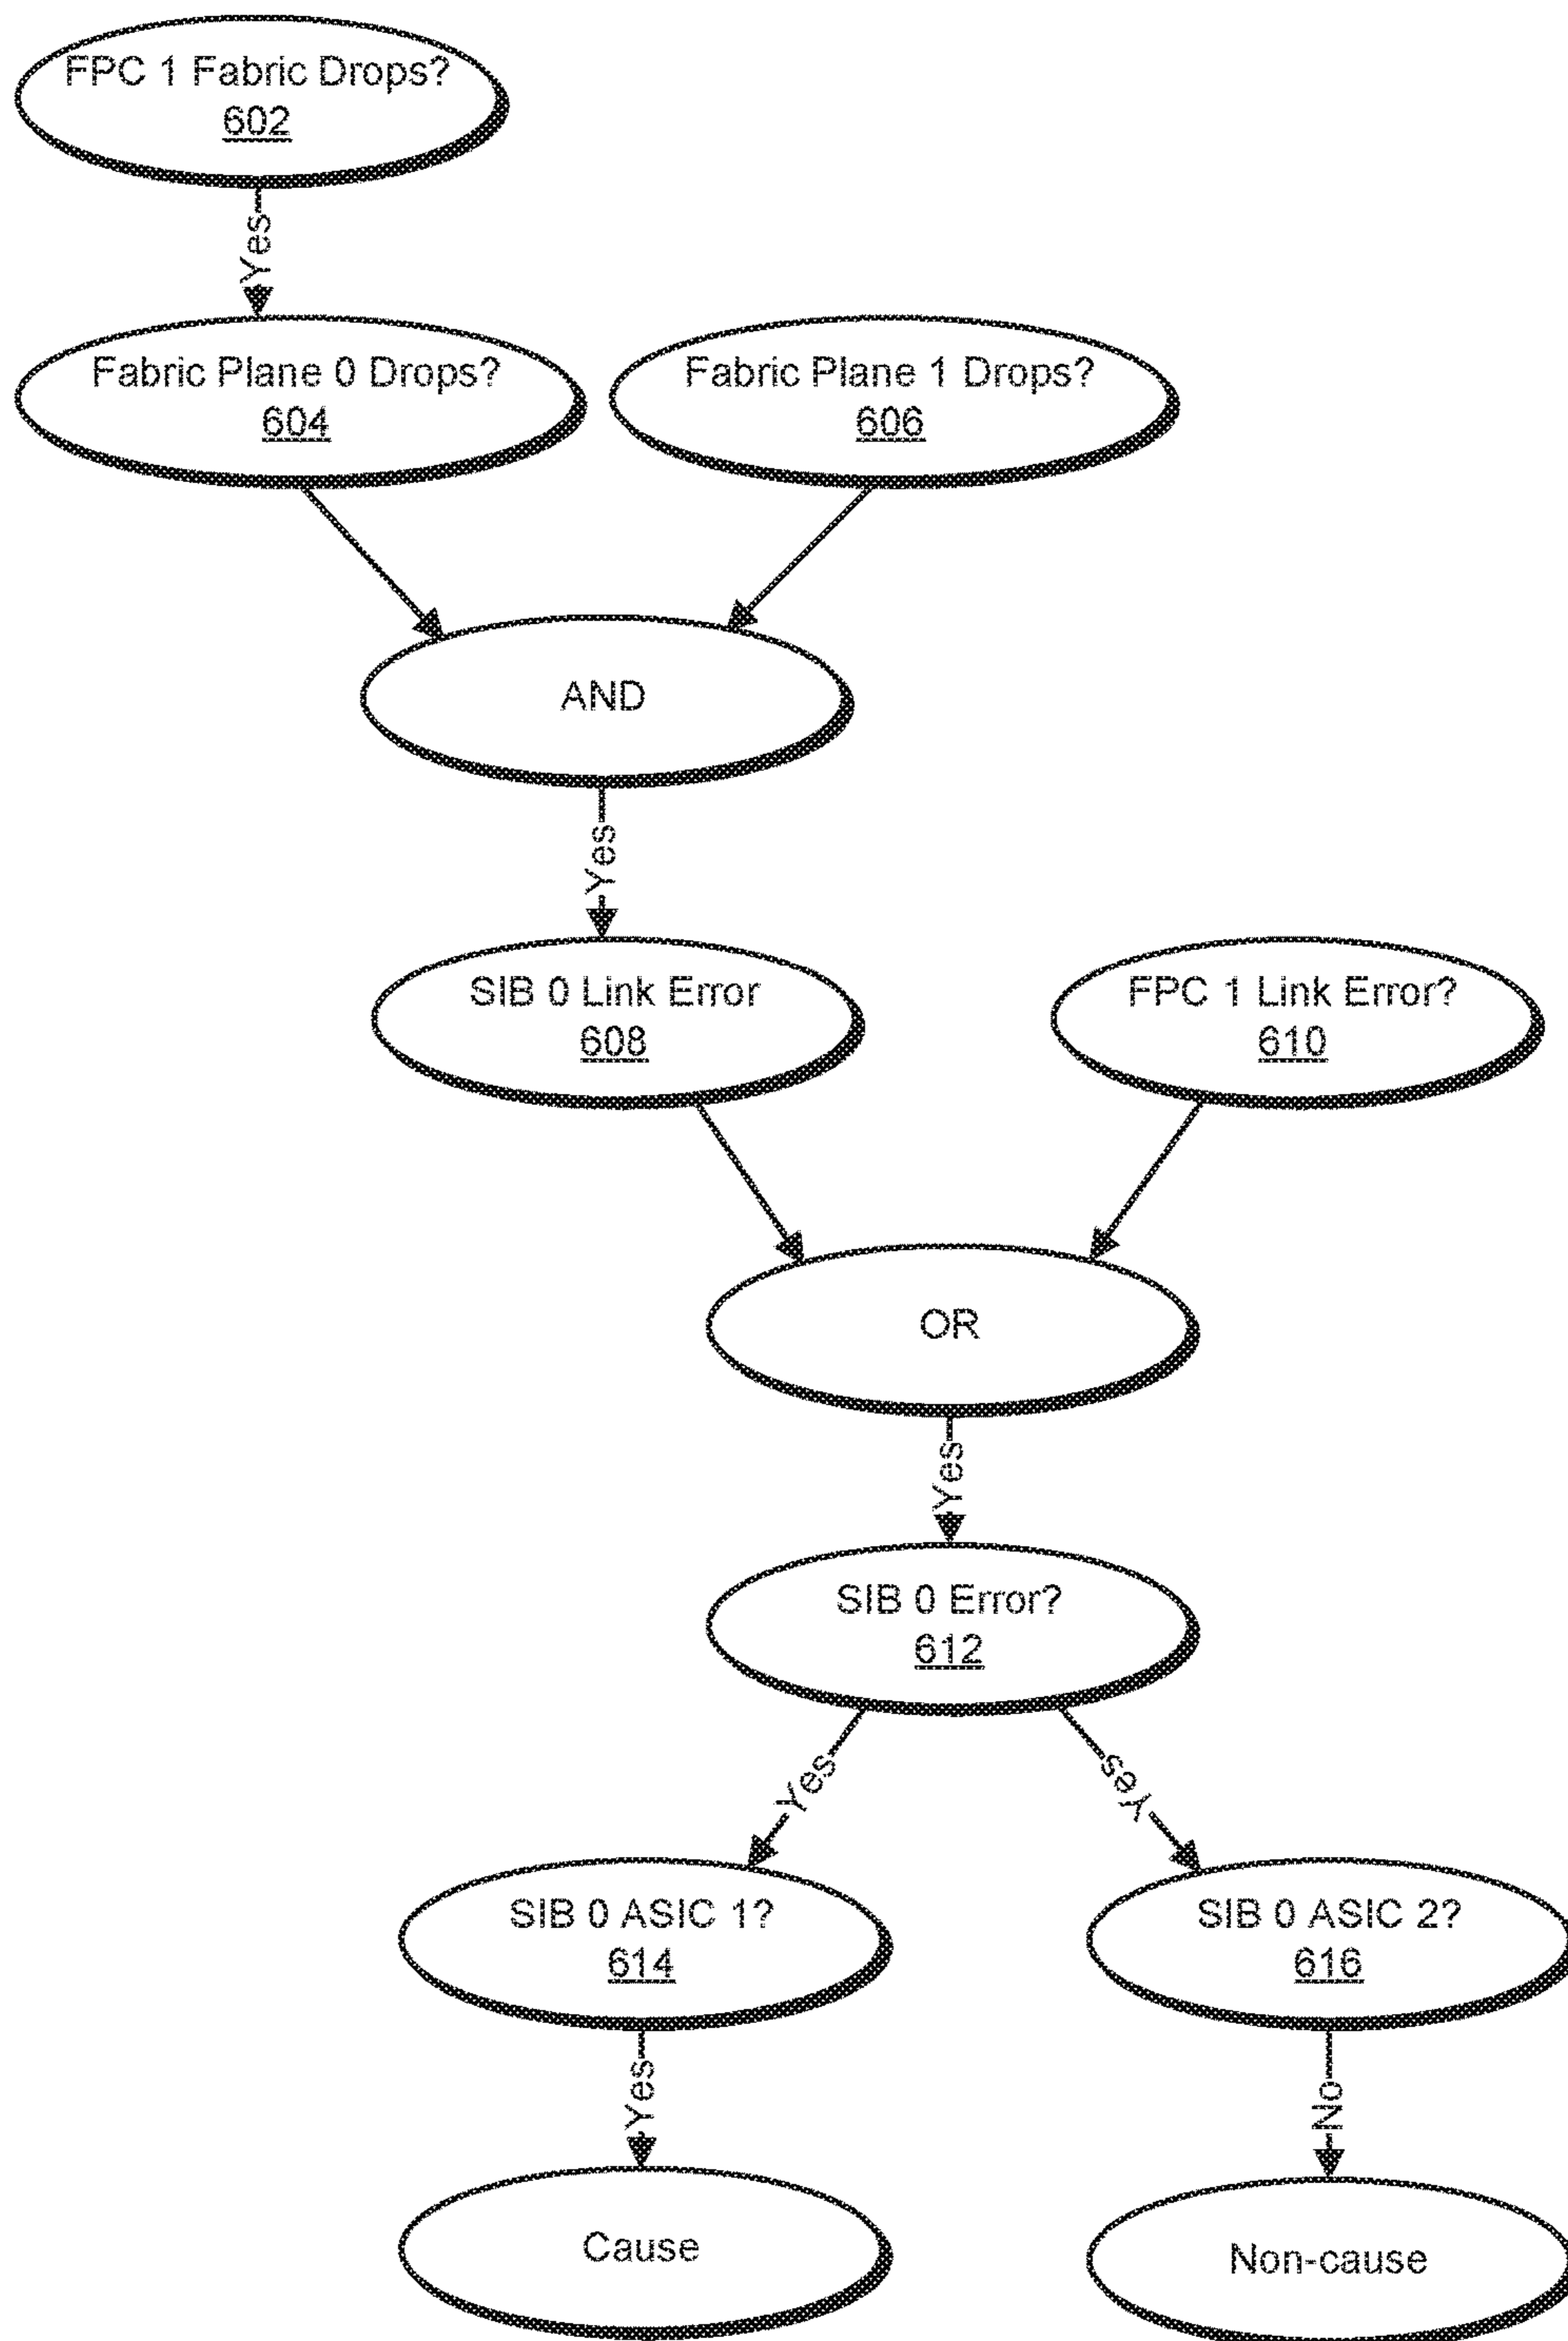 FPC 1 Fabric Drops?
602
Yes
Fabric Plane 0 Drops?
604
Fabric Plane 1 Drops?
606
AND
Yes
SIB 0 Link Error
608
FPC 1 Link Error?
610
OR
Yes
SIB 0 Error?
612
Yes
Yes
SIB 0 ASIC 1?
614
SIB 0 ASIC 2?
616
Yes
No
Cause
Non-cause